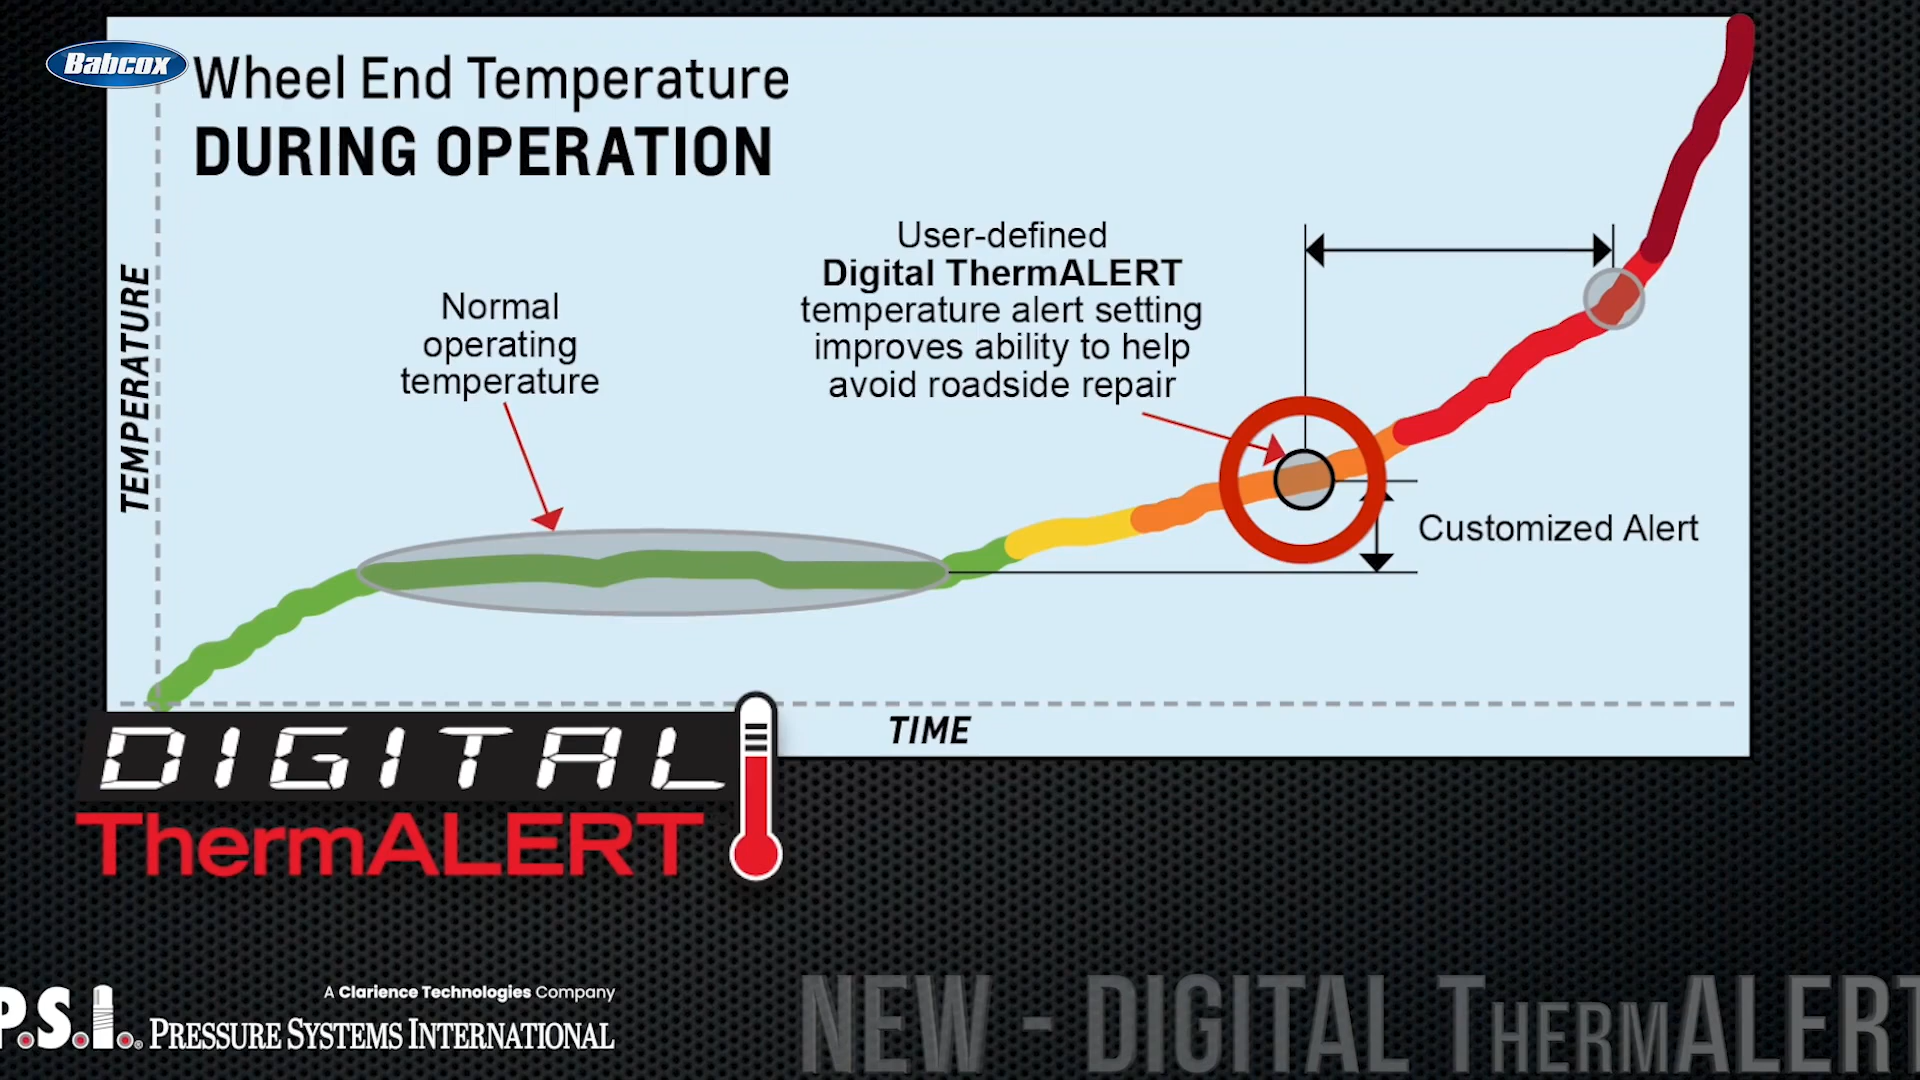 Babcox
Wheel End Temperature
DURING OPERATION
TEMPERATURE
Normal
operating
temperature
User-defined
Digital ThermALERT
temperature alert setting
improves ability to help
avoid roadside repair
Customized Alert
TIME
DIGITAL
ThermALERT
A Clarience Technologies Company
P.S.I.®
PRESSURE SYSTEMS INTERNATIONAL
NEW - DIGITAL THERMALERT